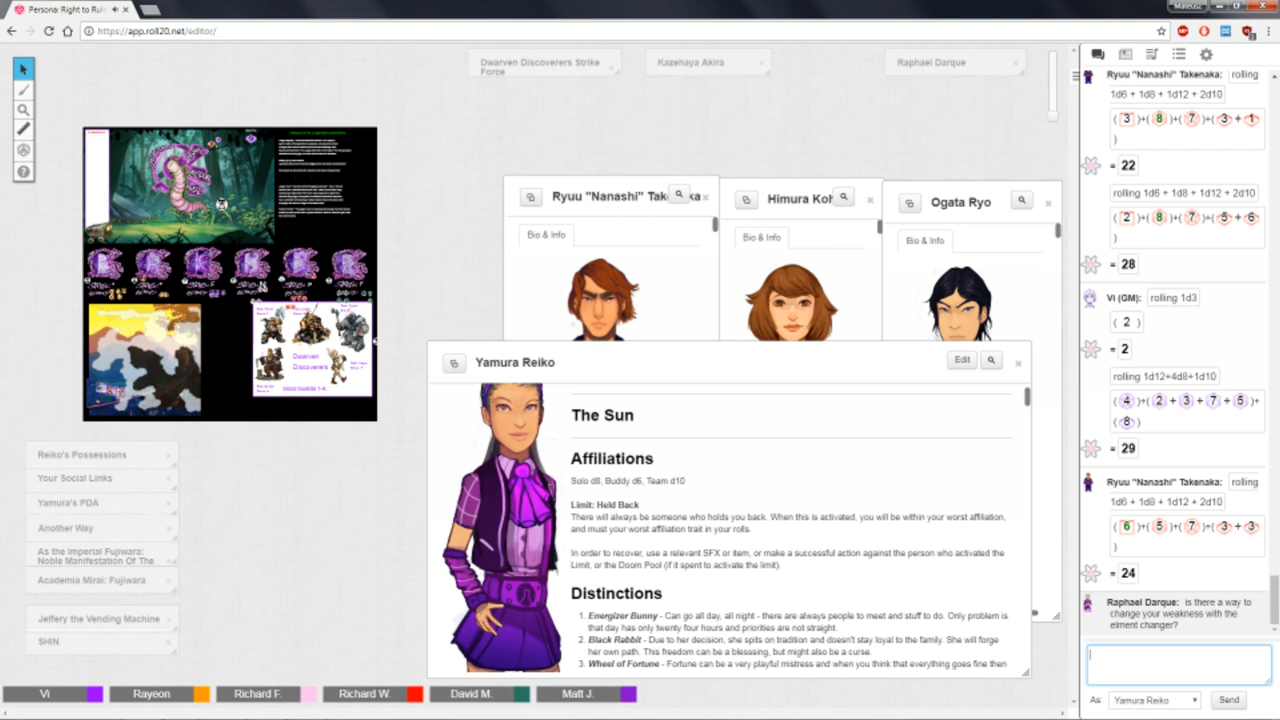 Persona: Right to Rul
Mateusz
https://app.roll20.net/editor/
Dwarven Discoverers Strike
Force
Kazehaya Akira
Raphael Darque
Ryuu "Nanashi" Tak
ka
Himura Koh
Ogata Ryo
Bio & Info
Bio & Info
Bio & Info
Dwarven
Discoverers
Yamura Reiko
Edit
The Sun
Affiliations
Solo d8, Buddy d6, Team d10
Limit: Held Back
There will always be someone who holds you back. When this is activated, you will be within your worst affiliation,
and must your worst affiliation trait in your rolls.
In order to recover, use a relevant SFX or item, or make a successful action against the person who activated the
Limit, or the Doom Pool (if it spent to activate the limit).
Distinctions
1. Energizer Bunny - Can go all day, all night - there are always people to meet and stuff to do. Only problem is
that day has only twenty four hours and priorities are not straight.
2. Black Rabbit - Due to her decision, she spits on tradition and doesn't stay loyal to the family. She will forge
her own path. This freedom can be a blesssing, but might also be a curse.
3. Wheel of Fortune - Fortune can be a very playful mistress and when you think that everything goes fine then
Reiko's Possessions
Your Social Links
Yamura's PDA
Another Way
As the Imperial Fujiwara:
Noble Manifestation Of The
Academia Mirai: Fujiwara
Jeffery the Vending Machine
SHIN
Vi
Rayeon
Richard F.
Richard W.
David M.
Matt J.
Ryuu "Nanashi" Takenaka: rolling
1d6 + 1d8 + 1d12 + 2d10
(3)+(8)+(7)+(3+1
)
= 22
rolling 1d6 + 1d8 + 1d12 + 2d10
(2)+(8)+(7)+(5+6
)
= 28
Vi (GM): rolling 1d3
(2)
= 2
rolling 1d12+4d8+1d10
(4)+(2+3+7+5)+
(8)
= 29
Ryuu "Nanashi" Takenaka: rolling
1d6 + 1d8 + 1d12 + 2d10
(6)+(5)+(7)+(3+3
)
= 24
Raphael Darque: is there a way to
change your weakness with the
elment changer?
As: Yamura Reiko
Send